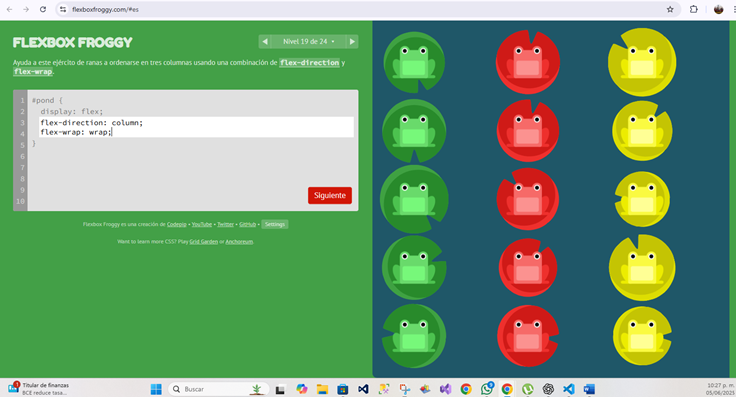 flexboxfroggy.com/#es
FLEXBOX FROGGY
Nivel 19 de 24
Ayuda a este ejército de ranas a ordenarse en tres columnas usando una combinación de flex-direction y
flex-wrap.
1 #pond {
2 display: flex;
3 flex-direction: column;
4 flex-wrap: wrap;
5 }
6
7
8
9
10
Siguiente
Flexbox Froggy es una creación de Codepip • YouTube • Twitter • GitHub • Settings
Want to learn more CSS? Play Grid Garden or Anchoreum.
1
Titular de finanzas
BCE reduce tasa...
Buscar
10:27 p. m.
05/06/2025